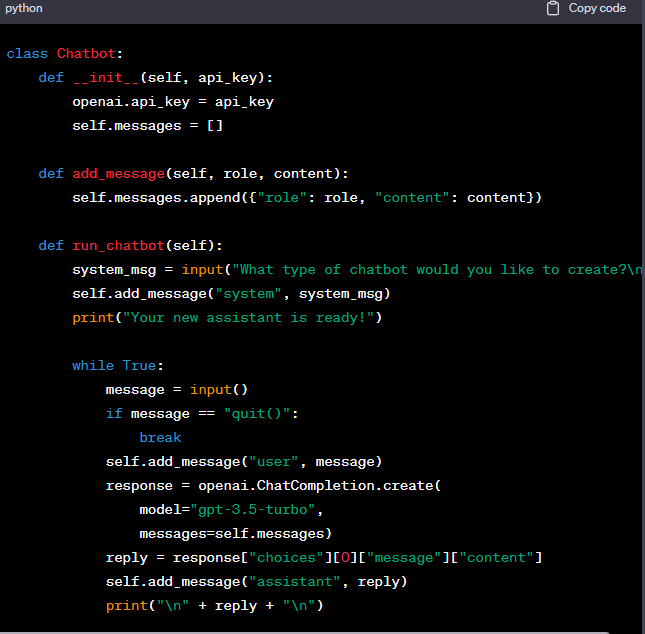 python
Copy code
class Chatbot:
    def __init__(self, api_key):
        openai.api_key = api_key
        self.messages = []

    def add_message(self, role, content):
        self.messages.append({"role": role, "content": content})

    def run_chatbot(self):
        system_msg = input("What type of chatbot would you like to create?\n
        self.add_message("system", system_msg)
        print("Your new assistant is ready!")

        while True:
            message = input()
            if message == "quit()":
                break
            self.add_message("user", message)
            response = openai.ChatCompletion.create(
                model="gpt-3.5-turbo",
                messages=self.messages)
            reply = response["choices"][0]["message"]["content"]
            self.add_message("assistant", reply)
            print("\n" + reply + "\n")